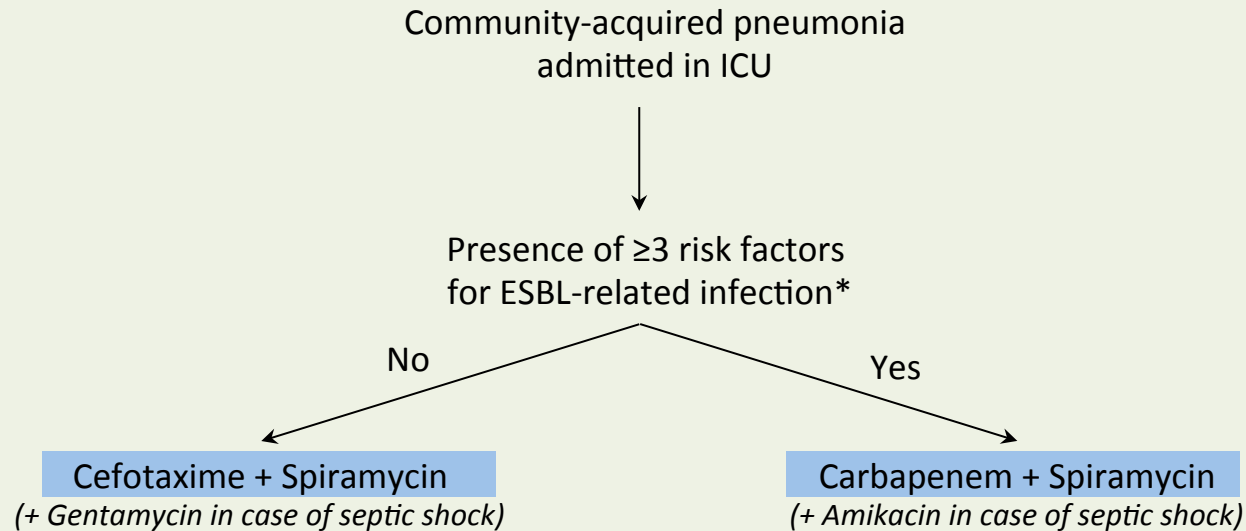 Community-acquired pneumonia
admitted in ICU
Presence of ≥3 risk factors
for ESBL-related infection*
No
Yes
Cefotaxime + Spiramycin
(+ Gentamycin in case of septic shock)
Carbapenem + Spiramycin
(+ Amikacin in case of septic shock)